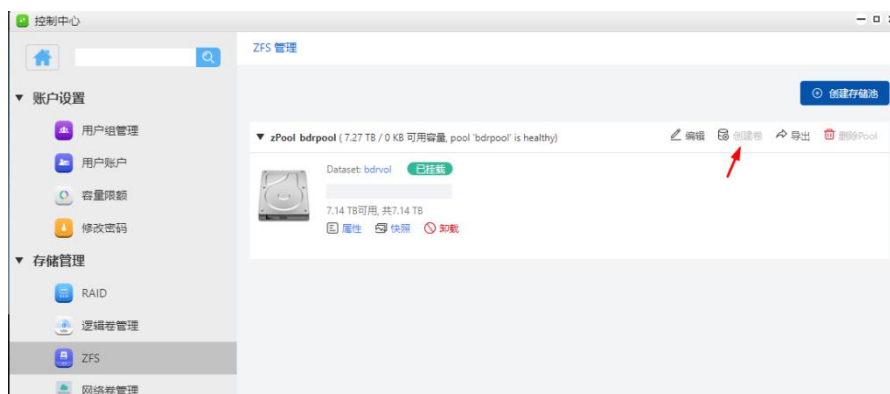 控制中心
ZFS 管理
账户设置
创建存储池
用户组管理
zPool bdrpool ( 7.27 TB / 0 KB 可用容量, pool 'bdrpool' is healthy)
编辑
创建卷
导出
删除Pool
用户账户
Dataset: bdrvol 已挂载
容量限额
7.14 TB可用, 共7.14 TB
修改密码
属性
快照
卸载
存储管理
RAID
逻辑卷管理
ZFS
网络卷管理